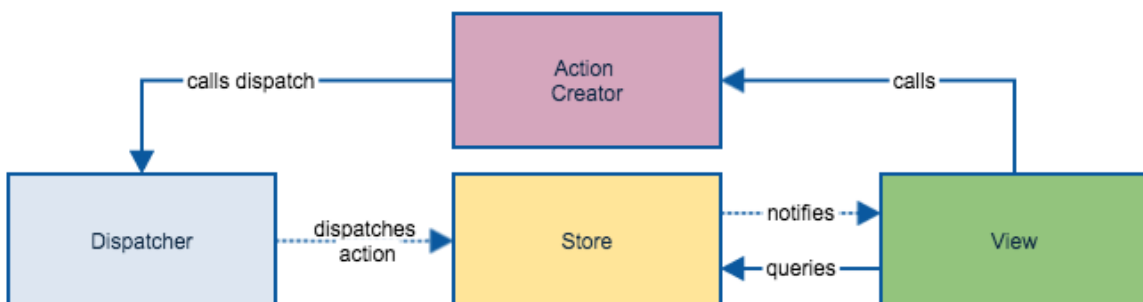 Action
Creator
calls dispatch
calls
Dispatcher
dispatches
action
Store
notifies
queries
View